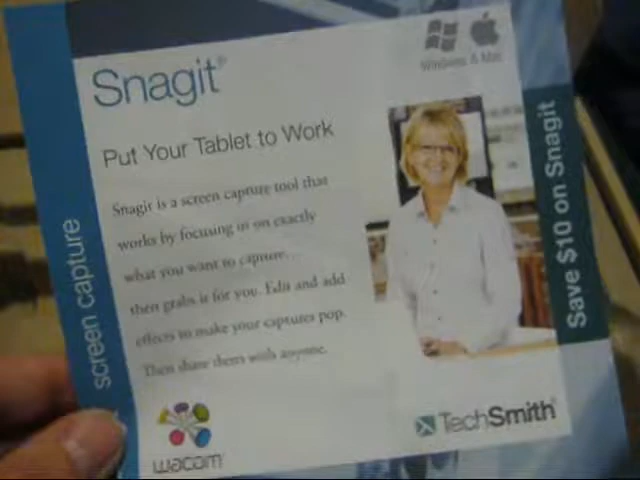 Snagit®
Windows & Mac
Put Your Tablet to Work
Snagit is a screen capture tool that
works by focusing in on exactly
what you want to capture…
then grabs it for you. Edit and add
effects to make your captures pop.
Then share them with anyone.
screen capture
Save $10 on Snagit
wacom
TechSmith®